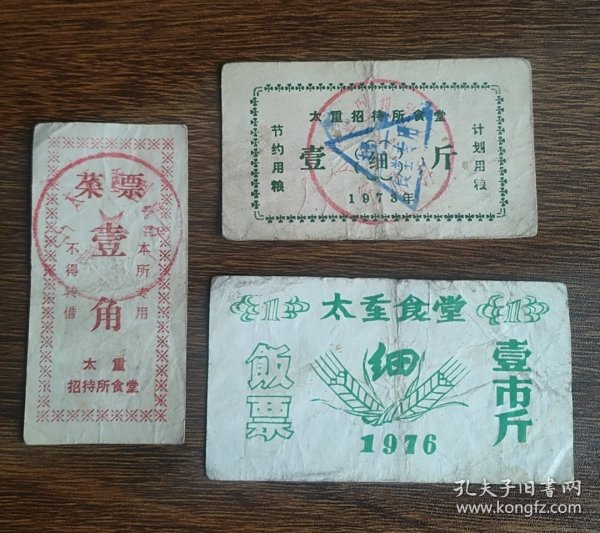 菜票
壹
角
本所专用
不得转借
太重
招待所食堂
太重招待所食堂
节约用粮
壹(细)斤
计划用粮
1973年
太重食堂
飯票
细
壹市斤
1976
孔夫子旧书网
www.kongfz.com